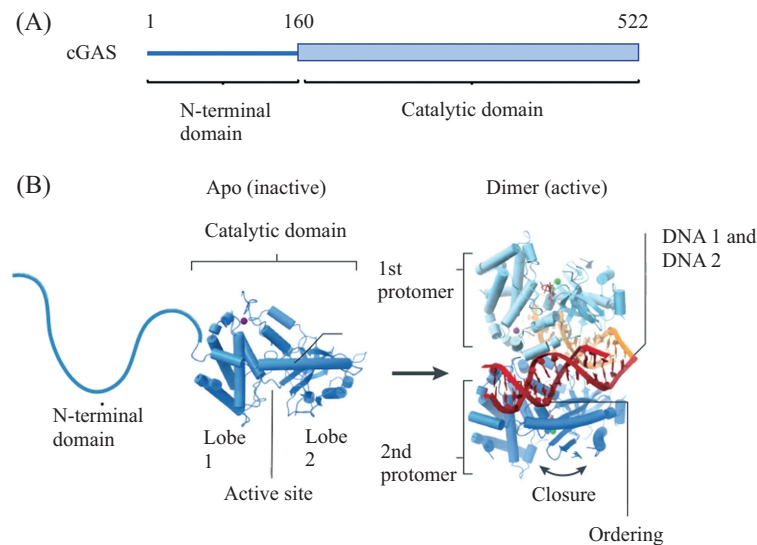 (A)
1 160 522
cGAS
N-terminal
domain
Catalytic domain
(B)
Apo (inactive)
Dimer (active)
Catalytic domain
DNA 1 and
DNA 2
1st
protomer
N-terminal
domain
Lobe
1
Lobe
2
Active site
2nd
protomer
Closure
Ordering